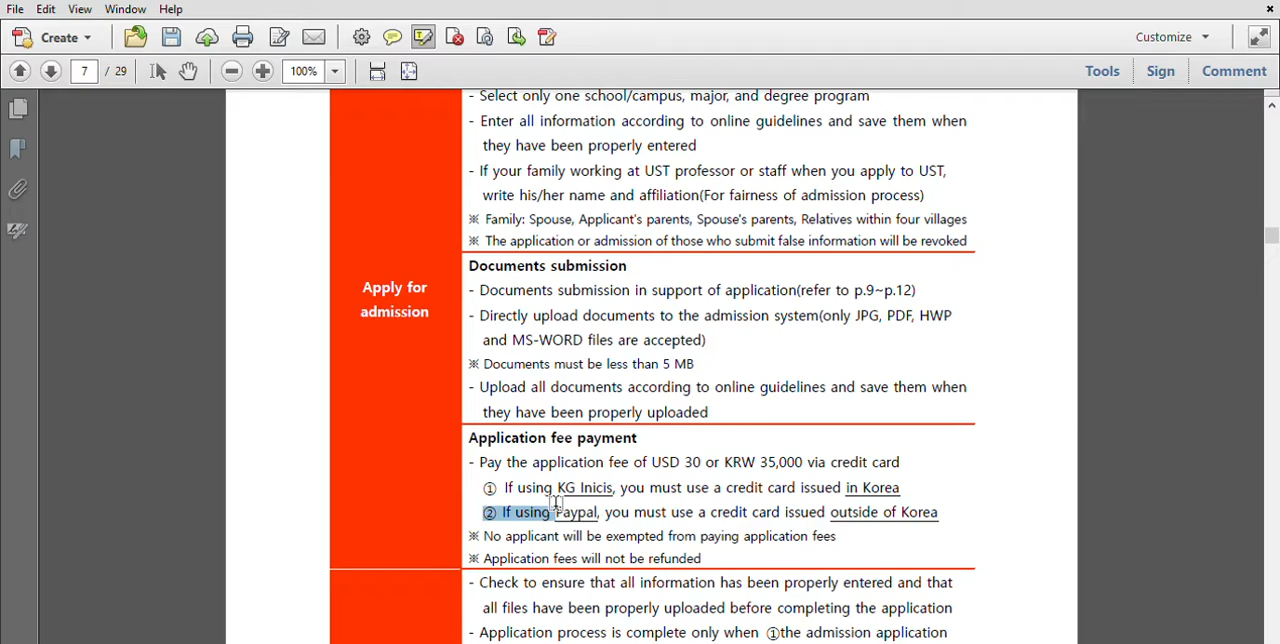 File Edit View Window Help
Create
Customize
7 / 29
100%
Tools Sign Comment
- Select only one school/campus, major, and degree program
- Enter all information according to online guidelines and save them when
they have been properly entered
- If your family working at UST professor or staff when you apply to UST,
write his/her name and affiliation(For fairness of admission process)
※ Family: Spouse, Applicant's parents, Spouse's parents, Relatives within four villages
※ The application or admission of those who submit false information will be revoked
Apply for
admission
Documents submission
- Documents submission in support of application(refer to p.9~p.12)
- Directly upload documents to the admission system(only JPG, PDF, HWP
and MS-WORD files are accepted)
※ Documents must be less than 5 MB
- Upload all documents according to online guidelines and save them when
they have been properly uploaded
Application fee payment
- Pay the application fee of USD 30 or KRW 35,000 via credit card
① If using KG Inicis, you must use a credit card issued in Korea
② If using Paypal, you must use a credit card issued outside of Korea
※ No applicant will be exempted from paying application fees
※ Application fees will not be refunded
- Check to ensure that all information has been properly entered and that
all files have been properly uploaded before completing the application
- Application process is complete only when ①the admission application